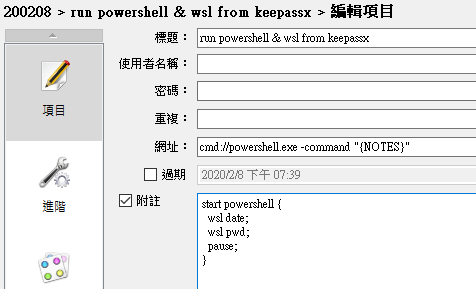 200208 > run powershell & wsl from keepassx > 編輯項目
項目
進階
標題：
run powershell & wsl from keepassx
使用者名稱：
密碼：
重複：
網址：
cmd://powershell.exe -command "{NOTES}"
過期
2020/2/8 下午 07:39
附註
start powershell {
wsl date;
wsl pwd;
pause;
}